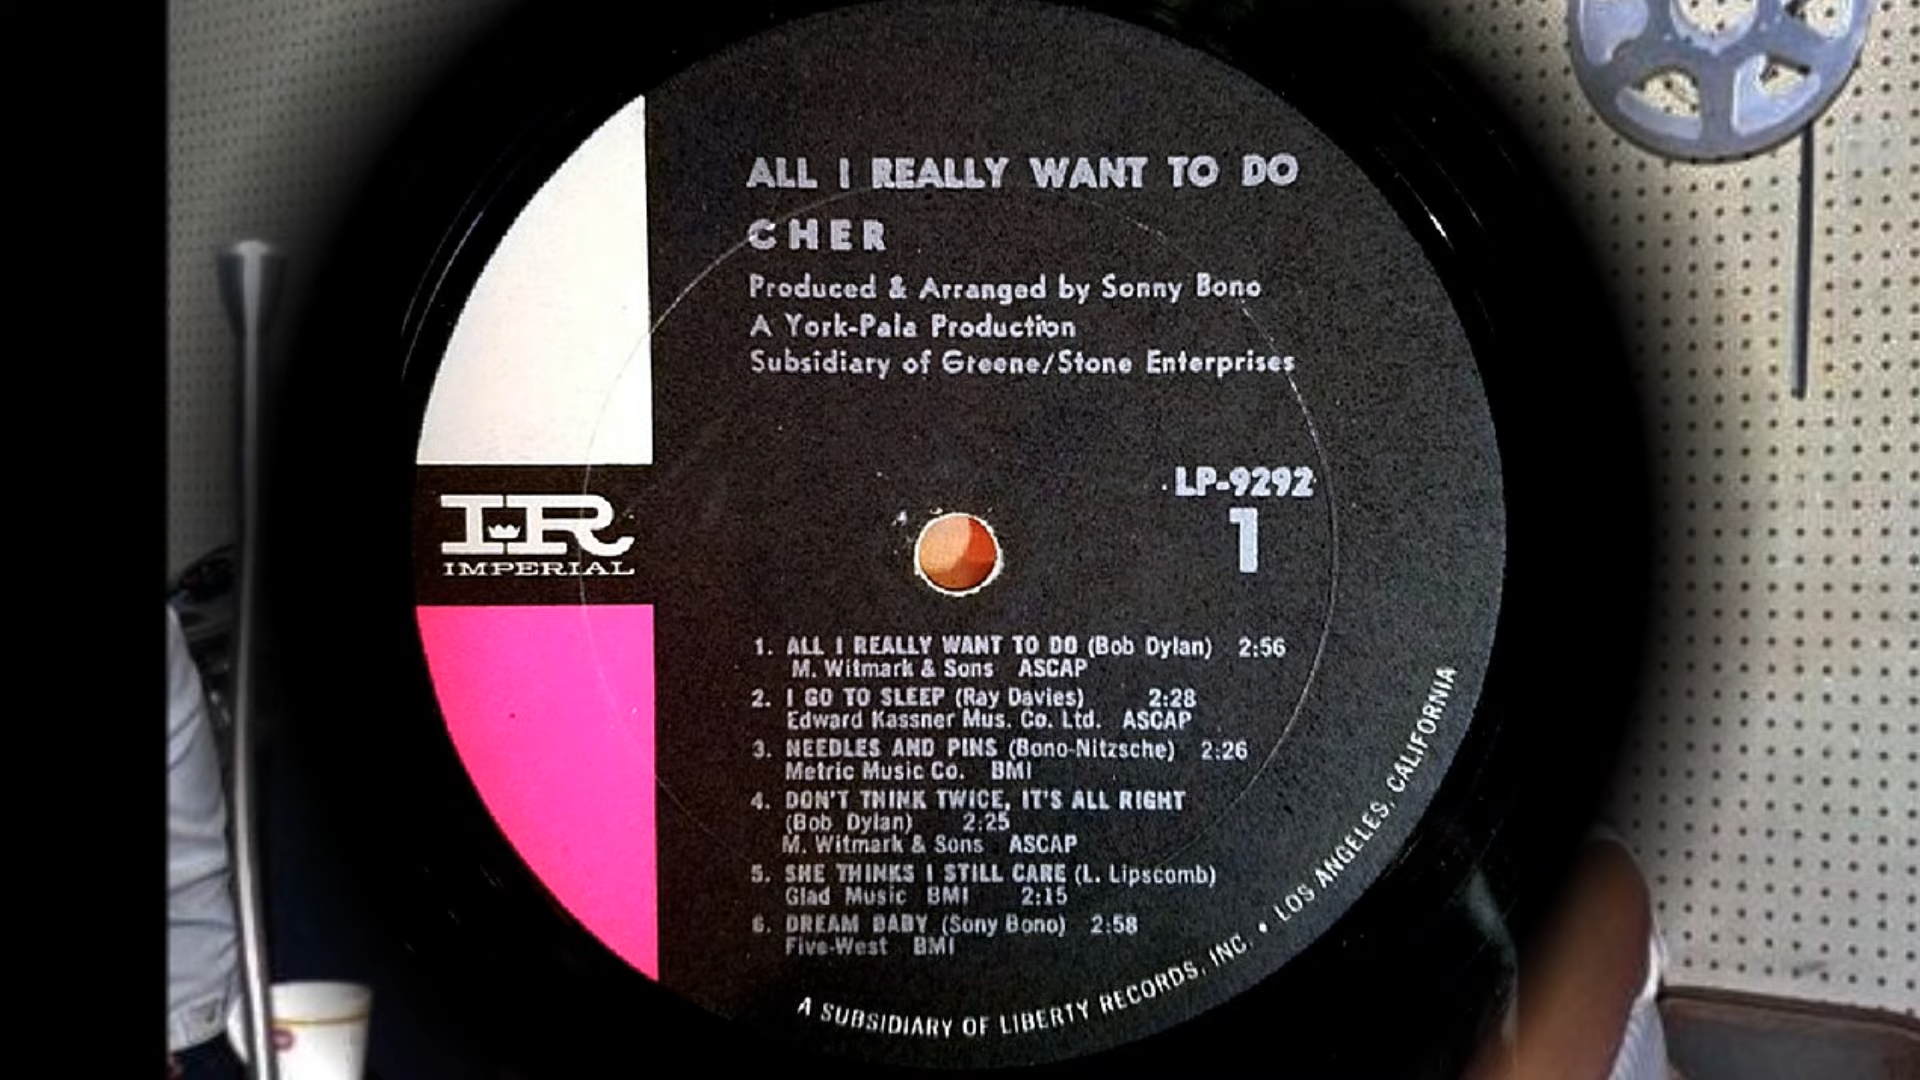 ALL I REALLY WANT TO DO
CHER
Produced & Arranged by Sonny Bono
A York-Pala Production
Subsidiary of Greene/Stone Enterprises
LP-9292
1
IR
IMPERIAL
1. ALL I REALLY WANT TO DO (Bob Dylan) 2:56
M. Witmark & Sons ASCAP
2. I GO TO SLEEP (Ray Davies) 2:28
Edward Kassner Mus. Co. Ltd. ASCAP
3. NEEDLES AND PINS (Bono-Nitzsche) 2:26
Metric Music Co. BMI
4. DON'T THINK TWICE, IT'S ALL RIGHT
(Bob Dylan) 2:25
M. Witmark & Sons ASCAP
5. SHE THINKS I STILL CARE (L. Lipscomb)
Glad Music BMI 2:15
6. DREAM BABY (Sony Bono) 2:58
Five-West BMI
A SUBSIDIARY OF LIBERTY RECORDS, INC. • LOS ANGELES, CALIFORNIA